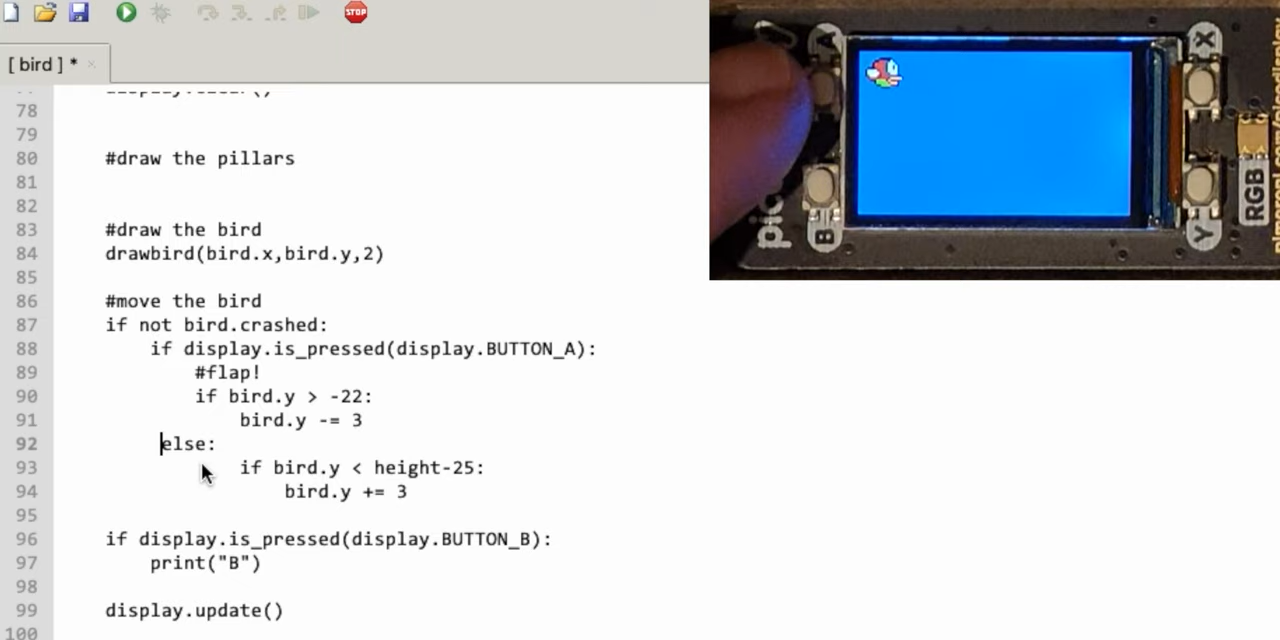 STOP
[ bird ] * ×
78
79
80 #draw the pillars
81
82
83 #draw the bird
84 drawbird(bird.x,bird.y,2)
85
86 #move the bird
87 if not bird.crashed:
88 if display.is_pressed(display.BUTTON_A):
89 #flap!
90 if bird.y > -22:
91 bird.y -= 3
92 else:
93 if bird.y < height-25:
94 bird.y += 3
95
96 if display.is_pressed(display.BUTTON_B):
97 print("B")
98
99 display.update()
100
A
X
B
Y
RGB